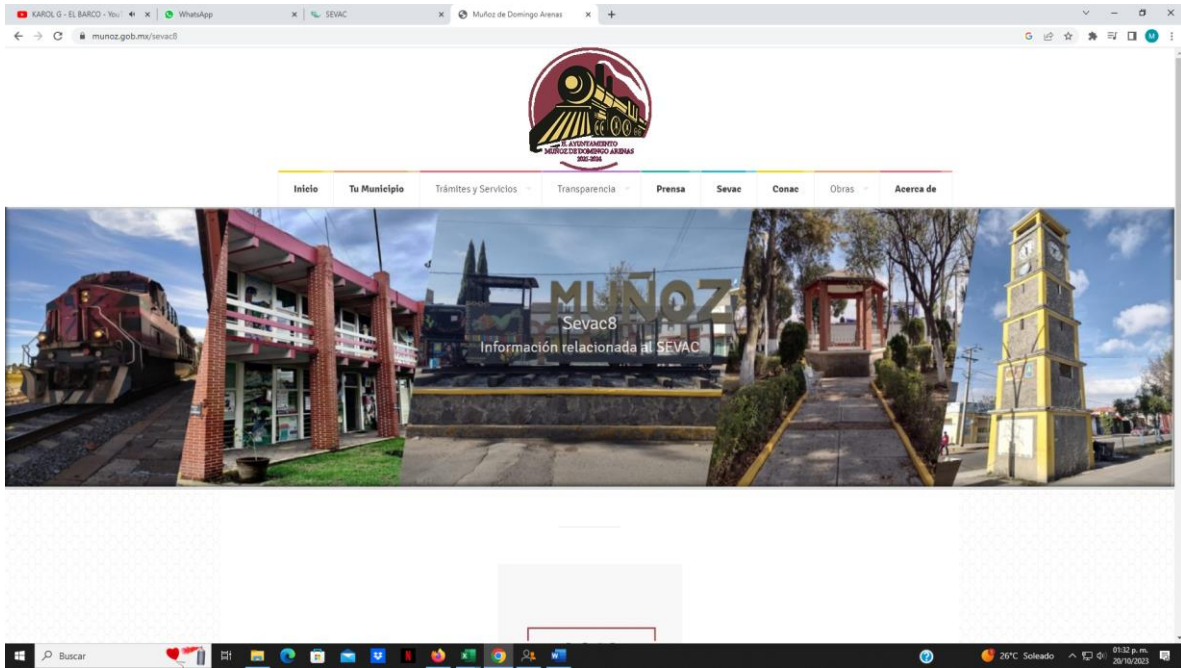 KAROL G - EL BARCO - You
WhatsApp
SEVAC
Muñoz de Domingo Arenas
munoz.gob.mx/sevac8
G
M
H. AYUNTAMIENTO
MUÑOZ DE DOMINGO ARENAS
2021-2024
Inicio
Tu Municipio
Trámites y Servicios
Transparencia
Prensa
Sevac
Conac
Obras
Acerca de
MUÑOZ
Sevac8
Información relacionada al SEVAC
Buscar
26°C Soleado
01:32 p. m.
20/10/2023